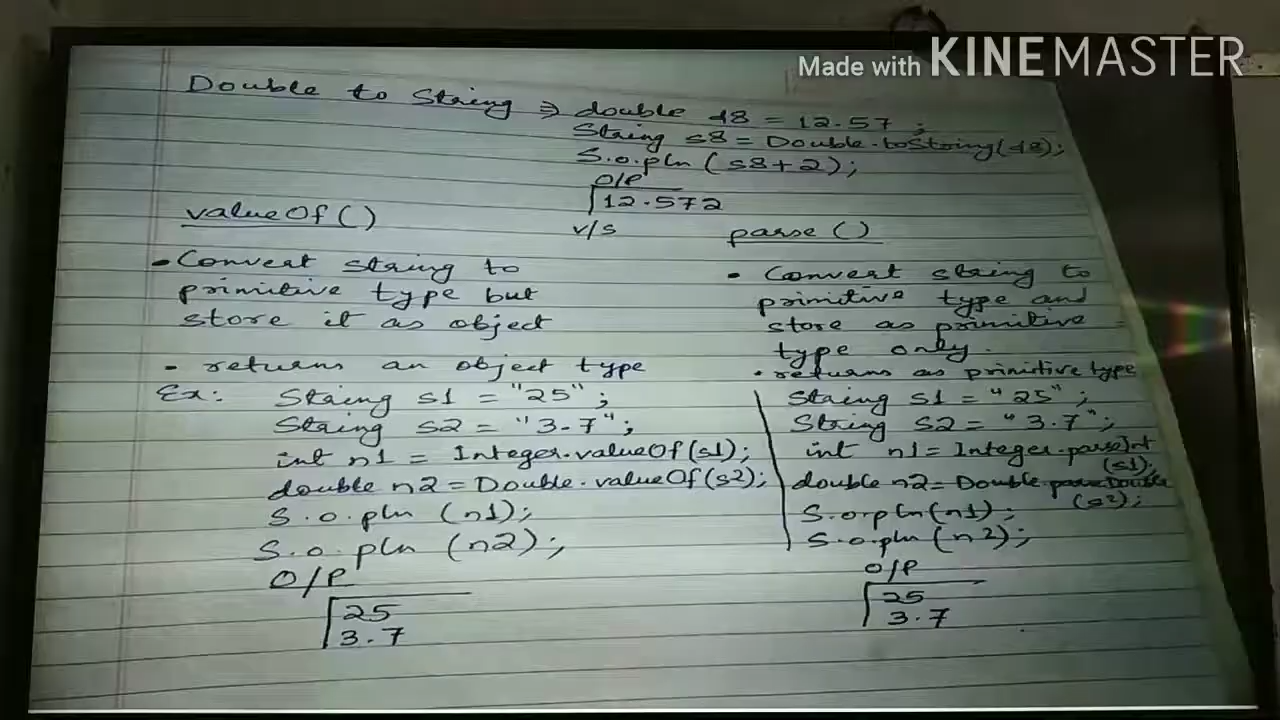 Made with KINEMASTER
Double to String ⇒ double d8 = 12.57 ;
String s8 = Double.toString(d8);
S.o.pln (s8+2);
O/P
12.572
valueOf() v/s parse()
• Convert string to
primitive type but
store it as object
• returns an object type
Ex: String s1 = "25";
String s2 = "3.7";
int n1 = Integer.valueOf(s1);
double n2 = Double.valueOf(s2);
S.o.pln (n1);
S.o.pln (n2);
O/P
25
3.7
• Convert string to
primitive type and
store as primitive
type only.
• returns as primitive type
String s1 = "25";
String s2 = "3.7";
int n1 = Integer.parseInt
(s1);
double n2 = Double.parseDouble
(s2);
S.o.pln(n1);
S.o.pln(n2);
O/P
25
3.7